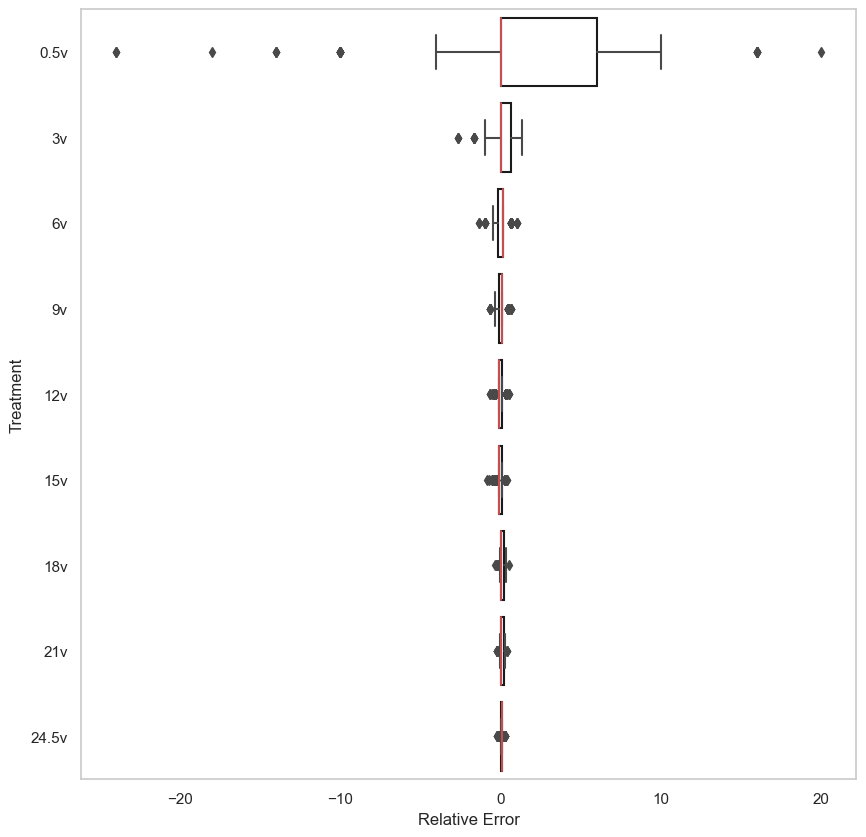 0.5v
3v
6v
9v
12v
15v
18v
21v
24.5v
Treatment
−20 −10 0 10 20
Relative Error